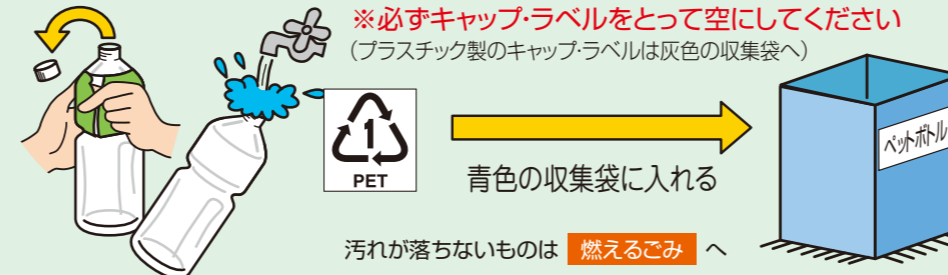 ※必ずキャップ・ラベルをとって空にしてください
（プラスチック製のキャップ・ラベルは灰色の収集袋へ）
1
PET
青色の収集袋に入れる
ペットボトル
汚れが落ちないものは 燃えるごみ へ